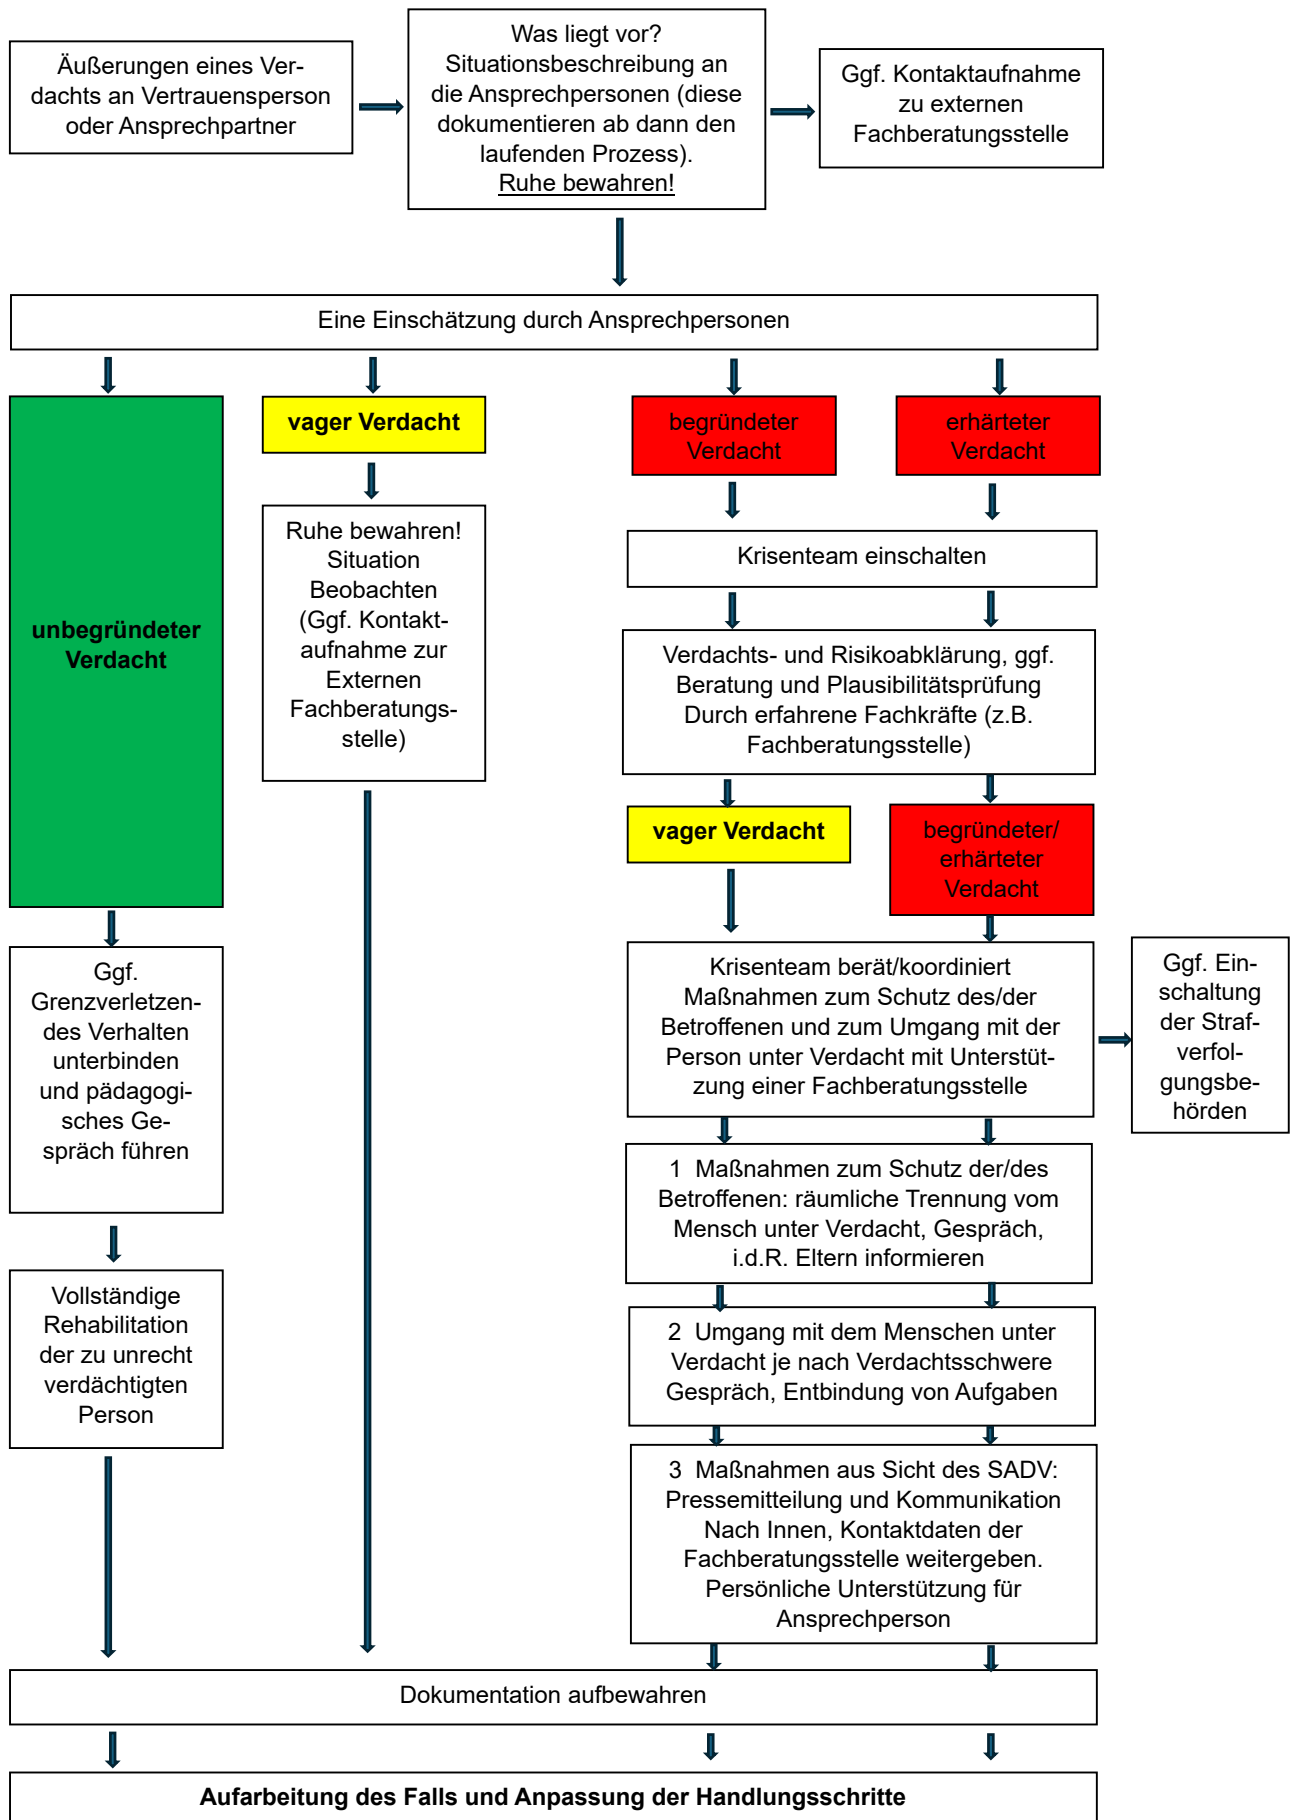 Äußerungen eines Ver-
dachts an Vertrauensperson
oder Ansprechpartner
Was liegt vor?
Situationsbeschreibung an
die Ansprechpersonen (diese
dokumentieren ab dann den
laufenden Prozess).
Ruhe bewahren!
Ggf. Kontaktaufnahme
zu externen
Fachberatungsstelle
Eine Einschätzung durch Ansprechpersonen
unbegründeter
Verdacht
vager Verdacht
begründeter
Verdacht
erhärteter
Verdacht
Ruhe bewahren!
Situation
Beobachten
(Ggf. Kontakt-
aufnahme zur
Externen
Fachberatungs-
stelle)
Krisenteam einschalten
Verdachts- und Risikoabklärung, ggf.
Beratung und Plausibilitätsprüfung
Durch erfahrene Fachkräfte (z.B.
Fachberatungsstelle)
vager Verdacht
begründeter/
erhärteter
Verdacht
Ggf.
Grenzverletzen-
des Verhalten
unterbinden
und pädagogi-
sches Ge-
spräch führen
Krisenteam berät/koordiniert
Maßnahmen zum Schutz des/der
Betroffenen und zum Umgang mit der
Person unter Verdacht mit Unterstüt-
zung einer Fachberatungsstelle
Ggf. Ein-
schaltung
der Straf-
verfol-
gungsbe-
hörden
1 Maßnahmen zum Schutz der/des
Betroffenen: räumliche Trennung vom
Mensch unter Verdacht, Gespräch,
i.d.R. Eltern informieren
Vollständige
Rehabilitation
der zu unrecht
verdächtigten
Person
2 Umgang mit dem Menschen unter
Verdacht je nach Verdachtsschwere
Gespräch, Entbindung von Aufgaben
3 Maßnahmen aus Sicht des SADV:
Pressemitteilung und Kommunikation
Nach Innen, Kontaktdaten der
Fachberatungsstelle weitergeben.
Persönliche Unterstützung für
Ansprechperson
Dokumentation aufbewahren
Aufarbeitung des Falls und Anpassung der Handlungsschritte